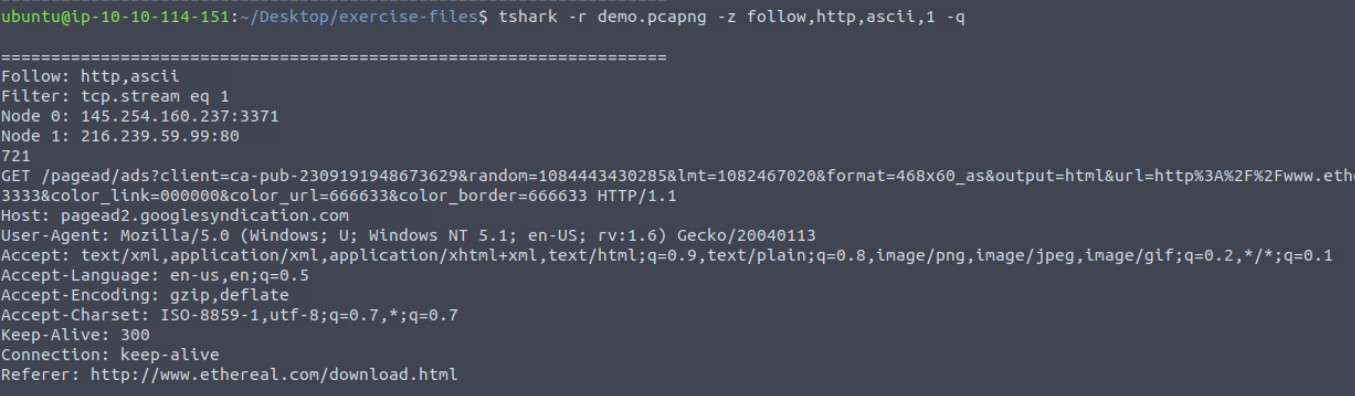 ubuntu@ip-10-10-114-151:~/Desktop/exercise-files$ tshark -r demo.pcapng -z follow,http,ascii,1 -q
===================================================================
Follow: http,ascii
Filter: tcp.stream eq 1
Node 0: 145.254.160.237:3371
Node 1: 216.239.59.99:80
721
GET /pagead/ads?client=ca-pub-2309191948673629&random=1084443430285&lmt=1082467020&format=468x60_as&output=html&url=http%3A%2F%2Fwww.eth
3333&color_link=000000&color_url=666633&color_border=666633 HTTP/1.1
Host: pagead2.googlesyndication.com
User-Agent: Mozilla/5.0 (Windows; U; Windows NT 5.1; en-US; rv:1.6) Gecko/20040113
Accept: text/xml,application/xml,application/xhtml+xml,text/html;q=0.9,text/plain;q=0.8,image/png,image/jpeg,image/gif;q=0.2,*/*;q=0.1
Accept-Language: en-us,en;q=0.5
Accept-Encoding: gzip,deflate
Accept-Charset: ISO-8859-1,utf-8;q=0.7,*;q=0.7
Keep-Alive: 300
Connection: keep-alive
Referer: http://www.ethereal.com/download.html